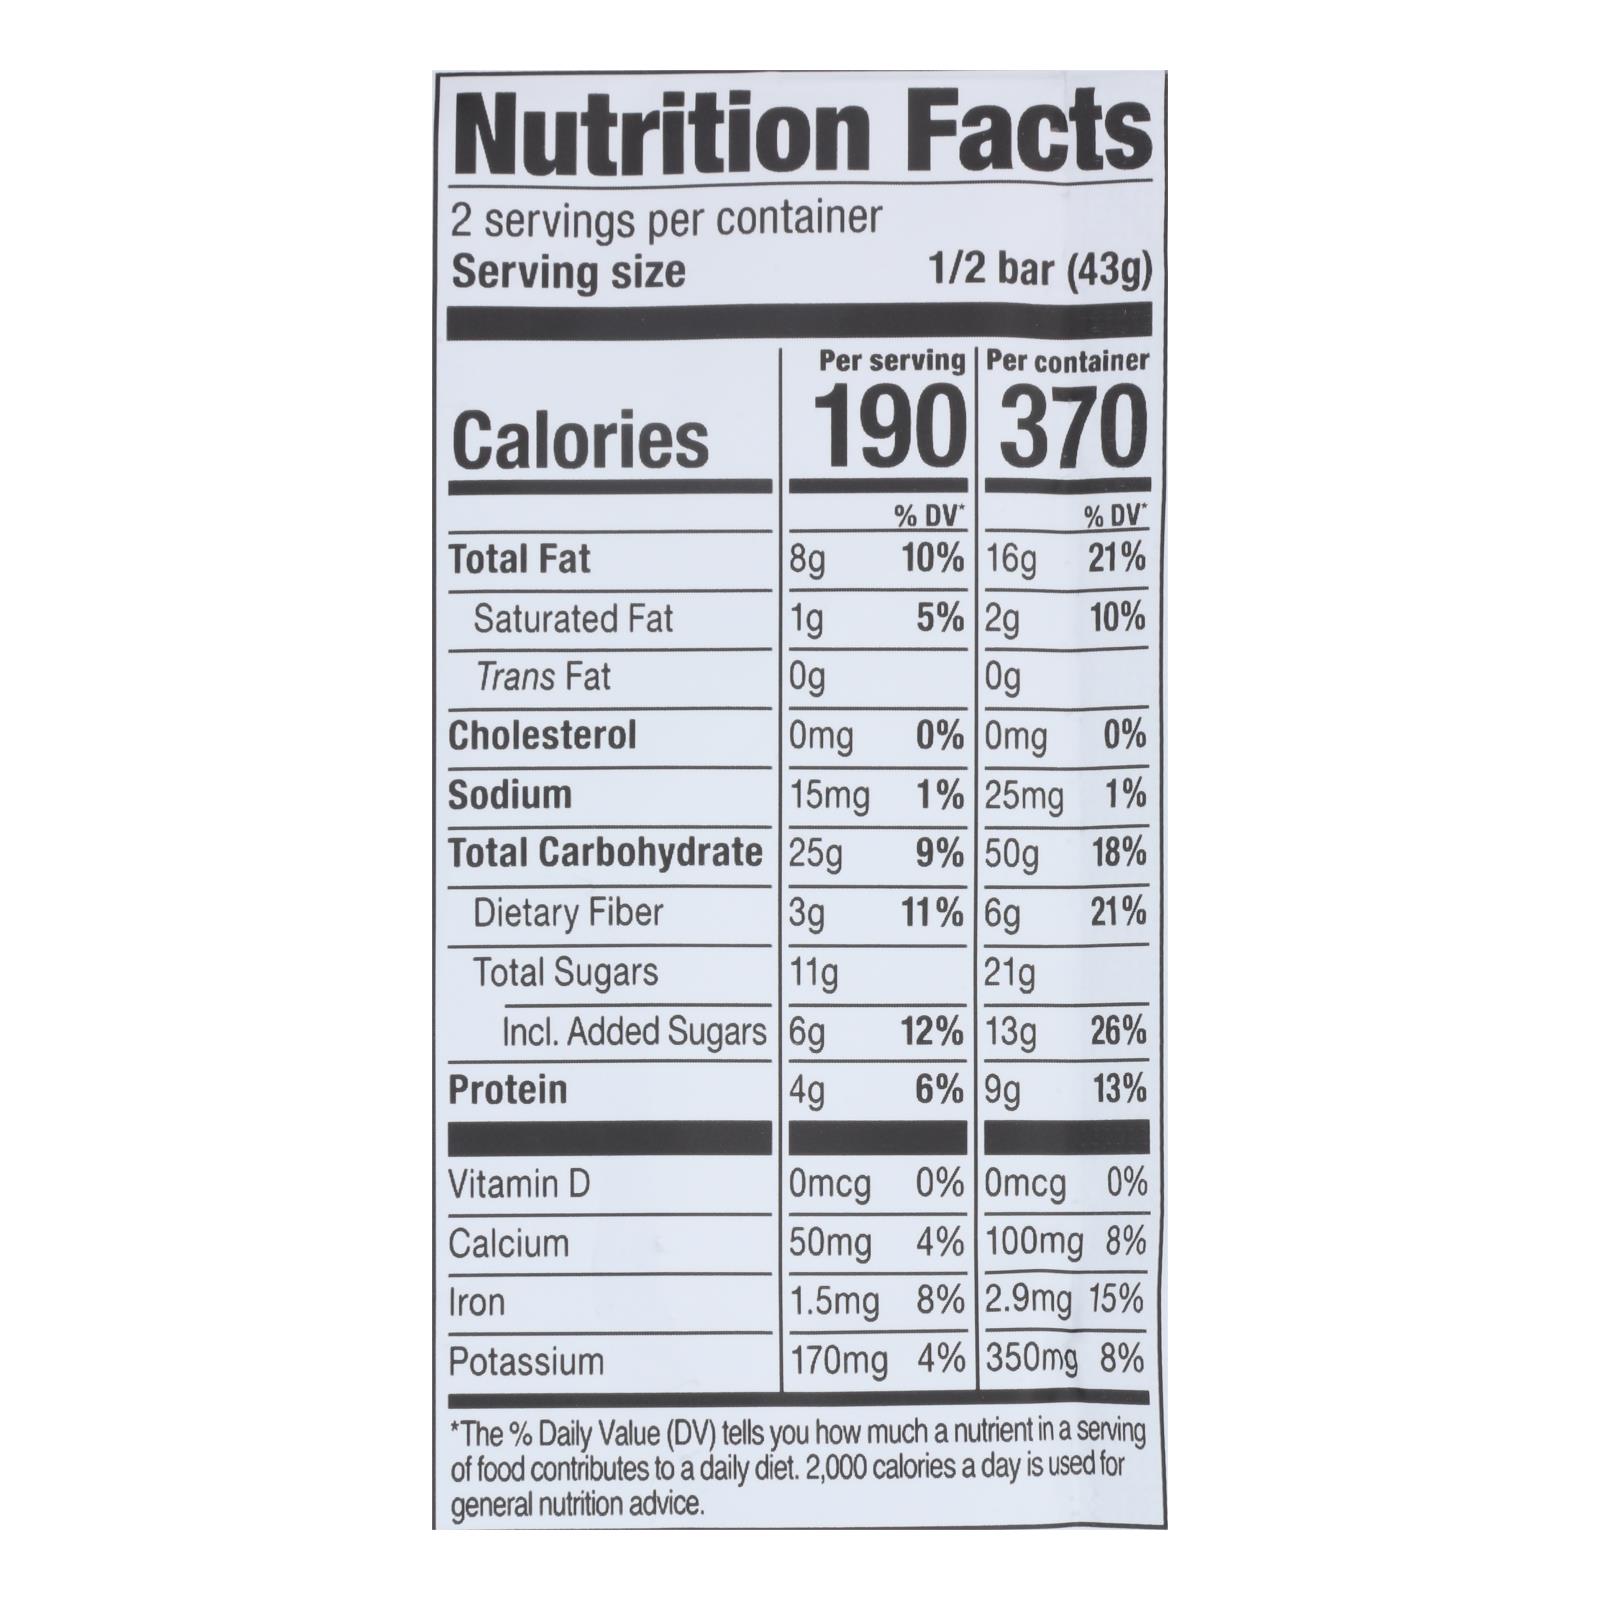 Nutrition Facts
2 servings per container
Serving size 1/2 bar (43g)
Per serving Per container
Calories 190 370
% DV* % DV*
Total Fat 8g 10% 16g 21%
Saturated Fat 1g 5% 2g 10%
Trans Fat 0g 0g
Cholesterol 0mg 0% 0mg 0%
Sodium 15mg 1% 25mg 1%
Total Carbohydrate 25g 9% 50g 18%
Dietary Fiber 3g 11% 6g 21%
Total Sugars 11g 21g
Incl. Added Sugars 6g 12% 13g 26%
Protein 4g 6% 9g 13%
Vitamin D 0mcg 0% 0mcg 0%
Calcium 50mg 4% 100mg 8%
Iron 1.5mg 8% 2.9mg 15%
Potassium 170mg 4% 350mg 8%
*The % Daily Value (DV) tells you how much a nutrient in a serving
of food contributes to a daily diet. 2,000 calories a day is used for
general nutrition advice.